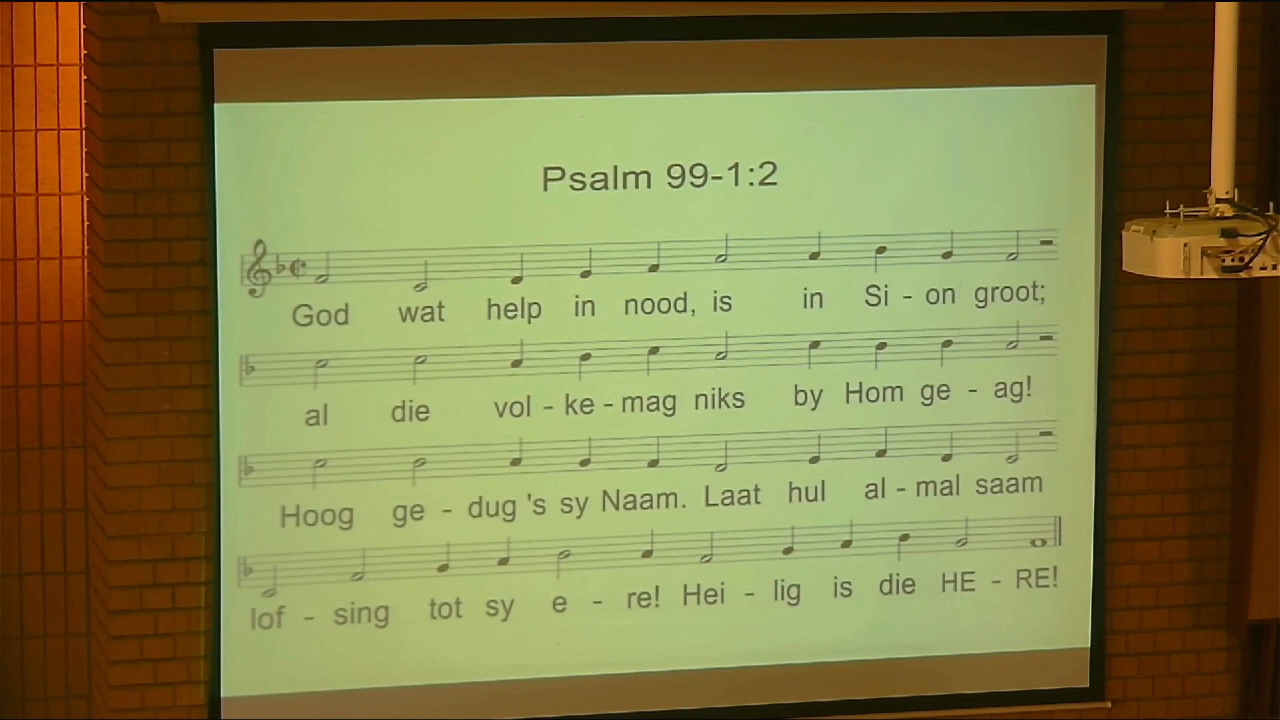 Psalm 99-1:2
God wat help in nood, is in Si - on groot;
al die vol - ke - mag niks by Hom ge - ag!
Hoog ge - dug 's sy Naam. Laat hul al - mal saam
lof - sing tot sy e - re! Hei - lig is die HE - RE!